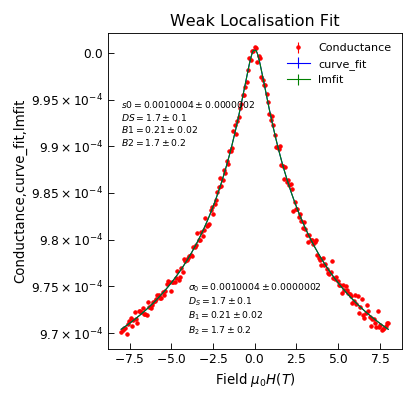 Weak Localisation Fit
Conductance
curve_fit
lmfit
s0 = 0.0010004 ± 0.0000002
DS = 1.7 ± 0.1
B1 = 0.21 ± 0.02
B2 = 1.7 ± 0.2
σ₀ = 0.0010004 ± 0.0000002
D_S = 1.7 ± 0.1
B₁ = 0.21 ± 0.02
B₂ = 1.7 ± 0.2
Conductance,curve_fit,lmfit
0.0
9.95 × 10⁻⁴
9.9 × 10⁻⁴
9.85 × 10⁻⁴
9.8 × 10⁻⁴
9.75 × 10⁻⁴
9.7 × 10⁻⁴
−7.5 −5.0 −2.5 0.0 2.5 5.0 7.5
Field μ₀H(T)